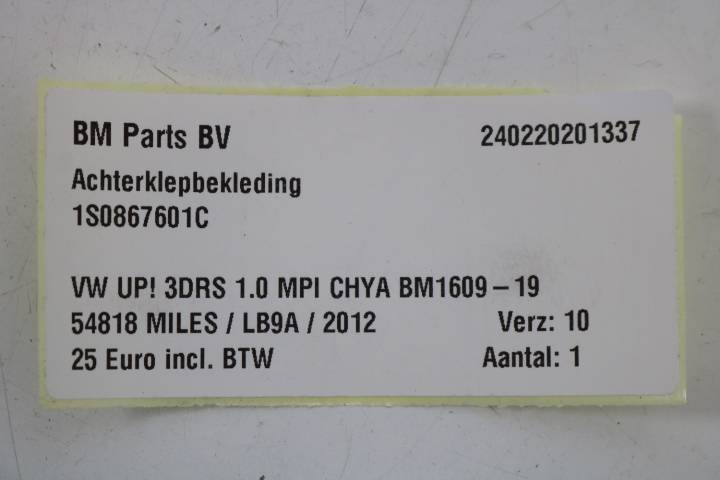 BM Parts BV 240220201337
Achterklepbekleding
1S0867601C
VW UP! 3DRS 1.0 MPI CHYA BM1609 – 19
54818 MILES / LB9A / 2012 Verz: 10
25 Euro incl. BTW Aantal: 1